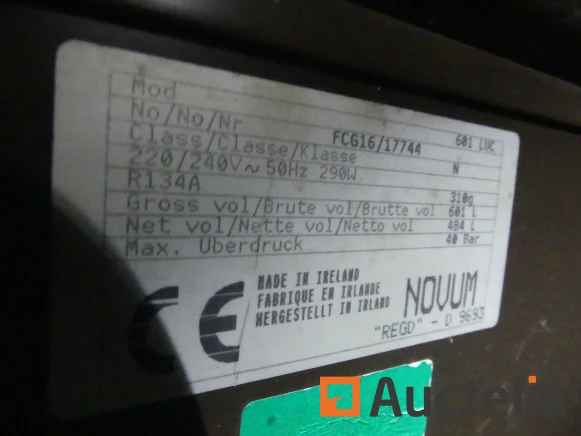 Mod 601 LUC
No/No/Nr FCG16/17744
Class/Classe/Klasse N
220/240V~ 50Hz 290W.
R134A 310g
Gross vol/Brute vol/Brutte vol 601 L
Net vol/Nette vol/Netto vol 484 L
Max. Uberdruck 40 Bar
CE
MADE IN IRELAND
FABRIQUE EN IRLANDE
HERGESTELLT IN IRLAND
NOVUM
"REGD" - D 9693
Auctelia